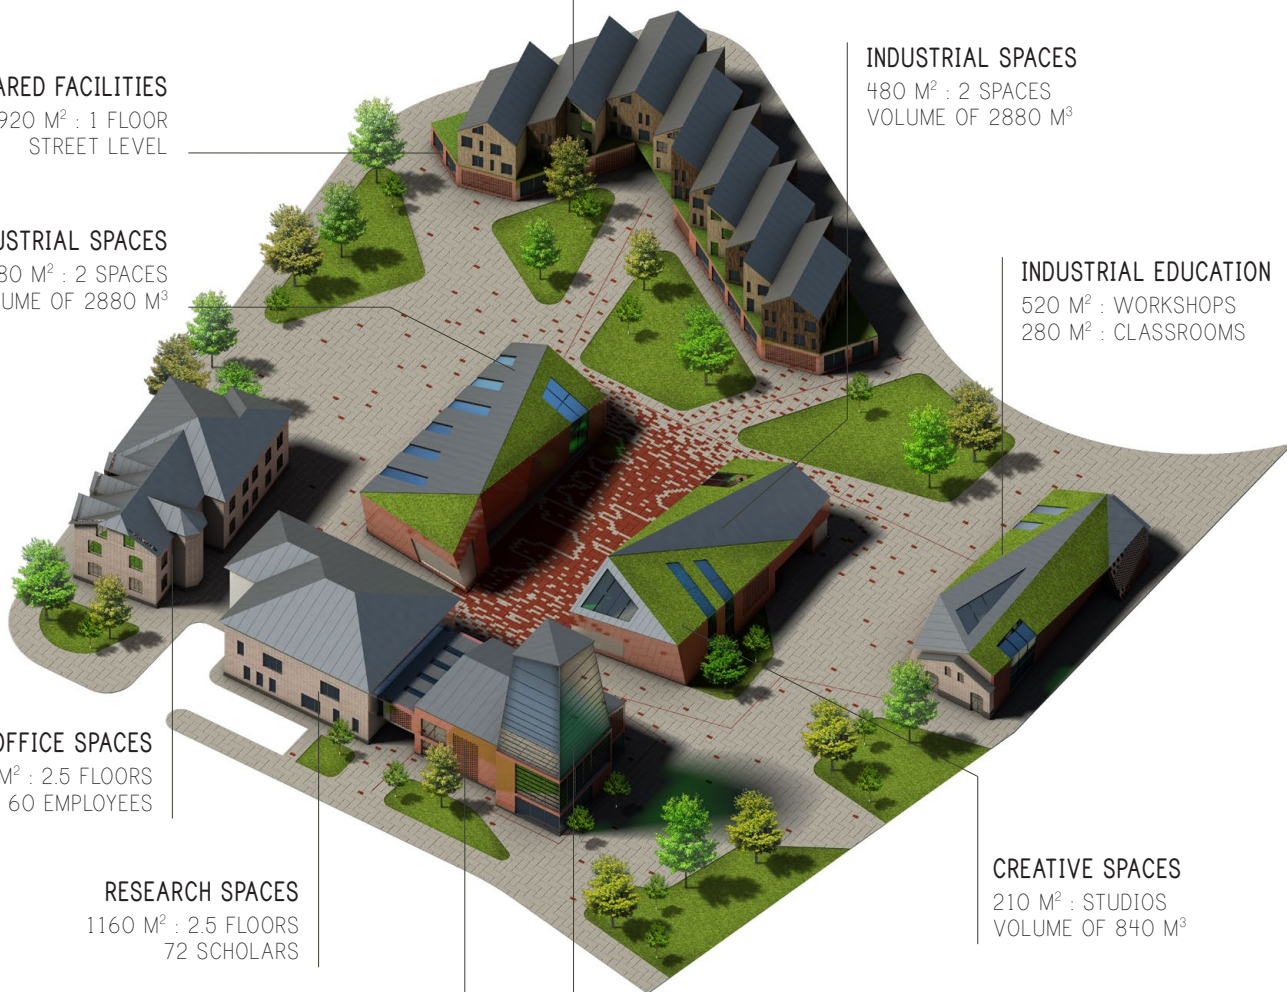 ARED FACILITIES
920 M² : 1 FLOOR
STREET LEVEL
INDUSTRIAL SPACES
480 M² : 2 SPACES
VOLUME OF 2880 M³
USTRIAL SPACES
80 M² : 2 SPACES
UME OF 2880 M³
INDUSTRIAL EDUCATION
520 M² : WORKSHOPS
280 M² : CLASSROOMS
OFFICE SPACES
M² : 2.5 FLOORS
60 EMPLOYEES
RESEARCH SPACES
1160 M² : 2.5 FLOORS
72 SCHOLARS
CREATIVE SPACES
210 M² : STUDIOS
VOLUME OF 840 M³